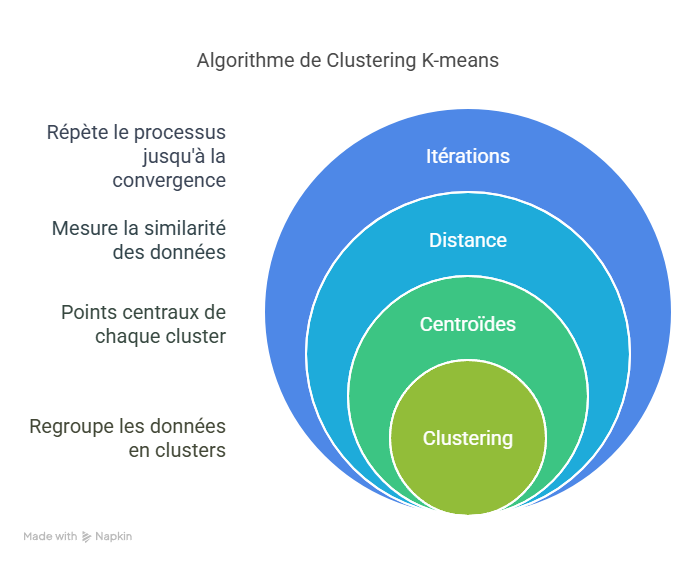 Algorithme de Clustering K-means
Répète le processus
jusqu'à la
convergence
Itérations
Mesure la similarité
des données
Distance
Points centraux de
chaque cluster
Centroïdes
Regroupe les données
en clusters
Clustering
Made with Napkin